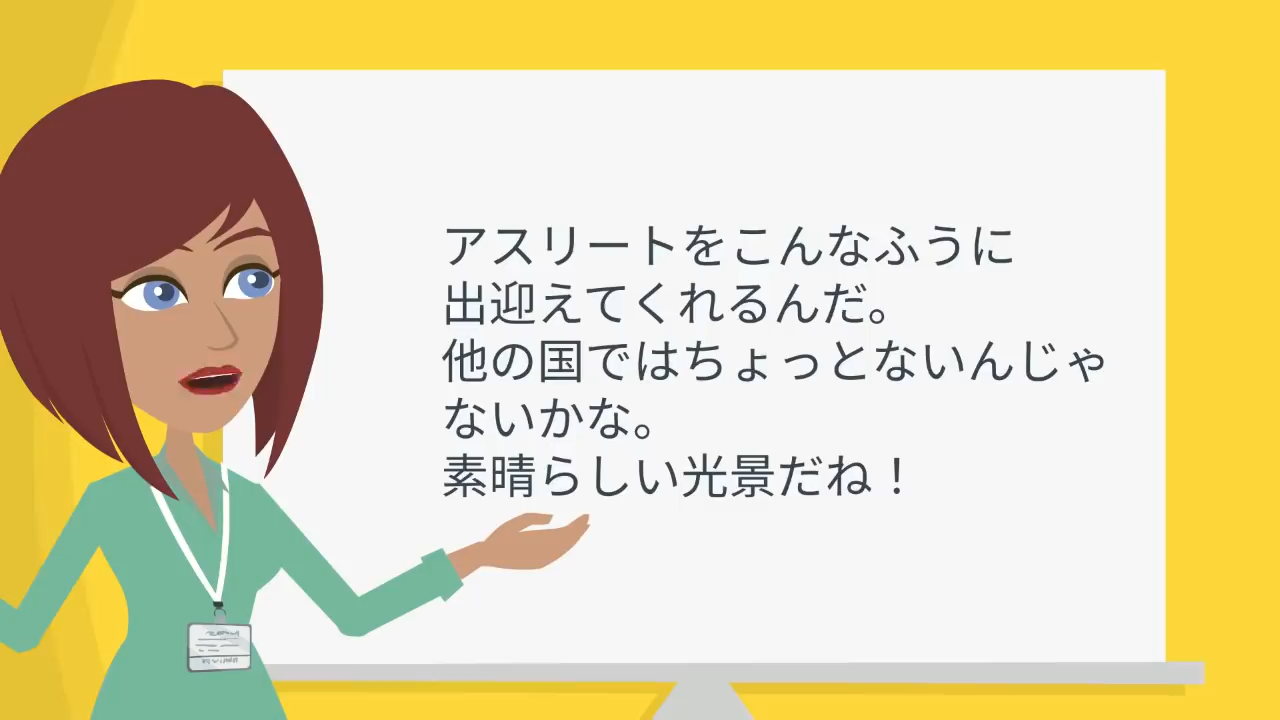 アスリートをこんなふうに
出迎えてくれるんだ。
他の国ではちょっとないんじゃ
ないかな。
素晴らしい光景だね！